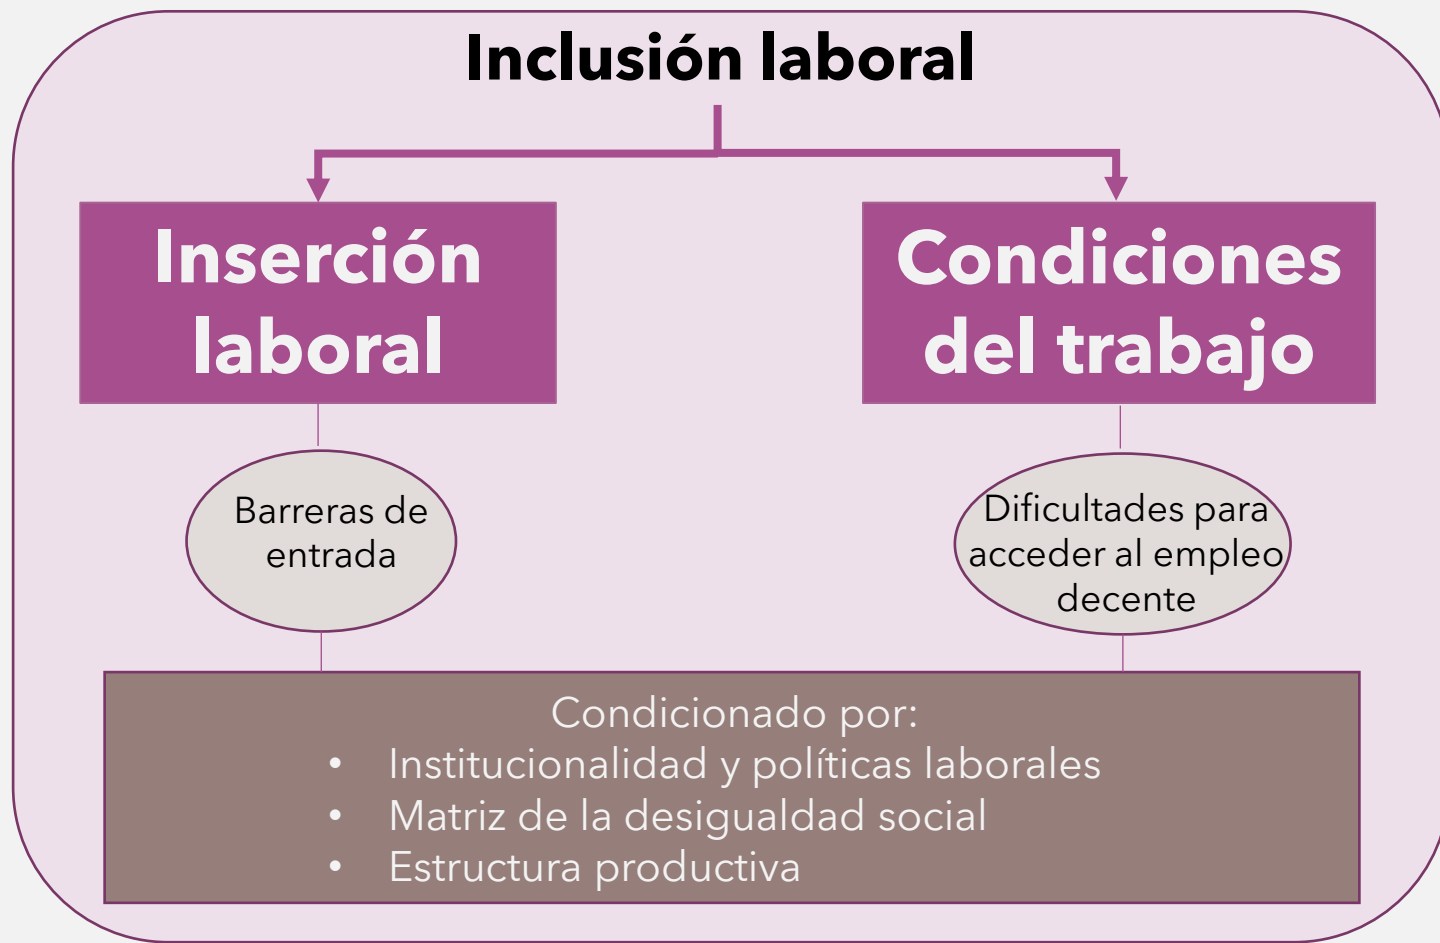 Inclusión laboral
Inserción
laboral
Condiciones
del trabajo
Barreras de
entrada
Dificultades para
acceder al empleo
decente
Condicionado por:
• Institucionalidad y políticas laborales
• Matriz de la desigualdad social
• Estructura productiva